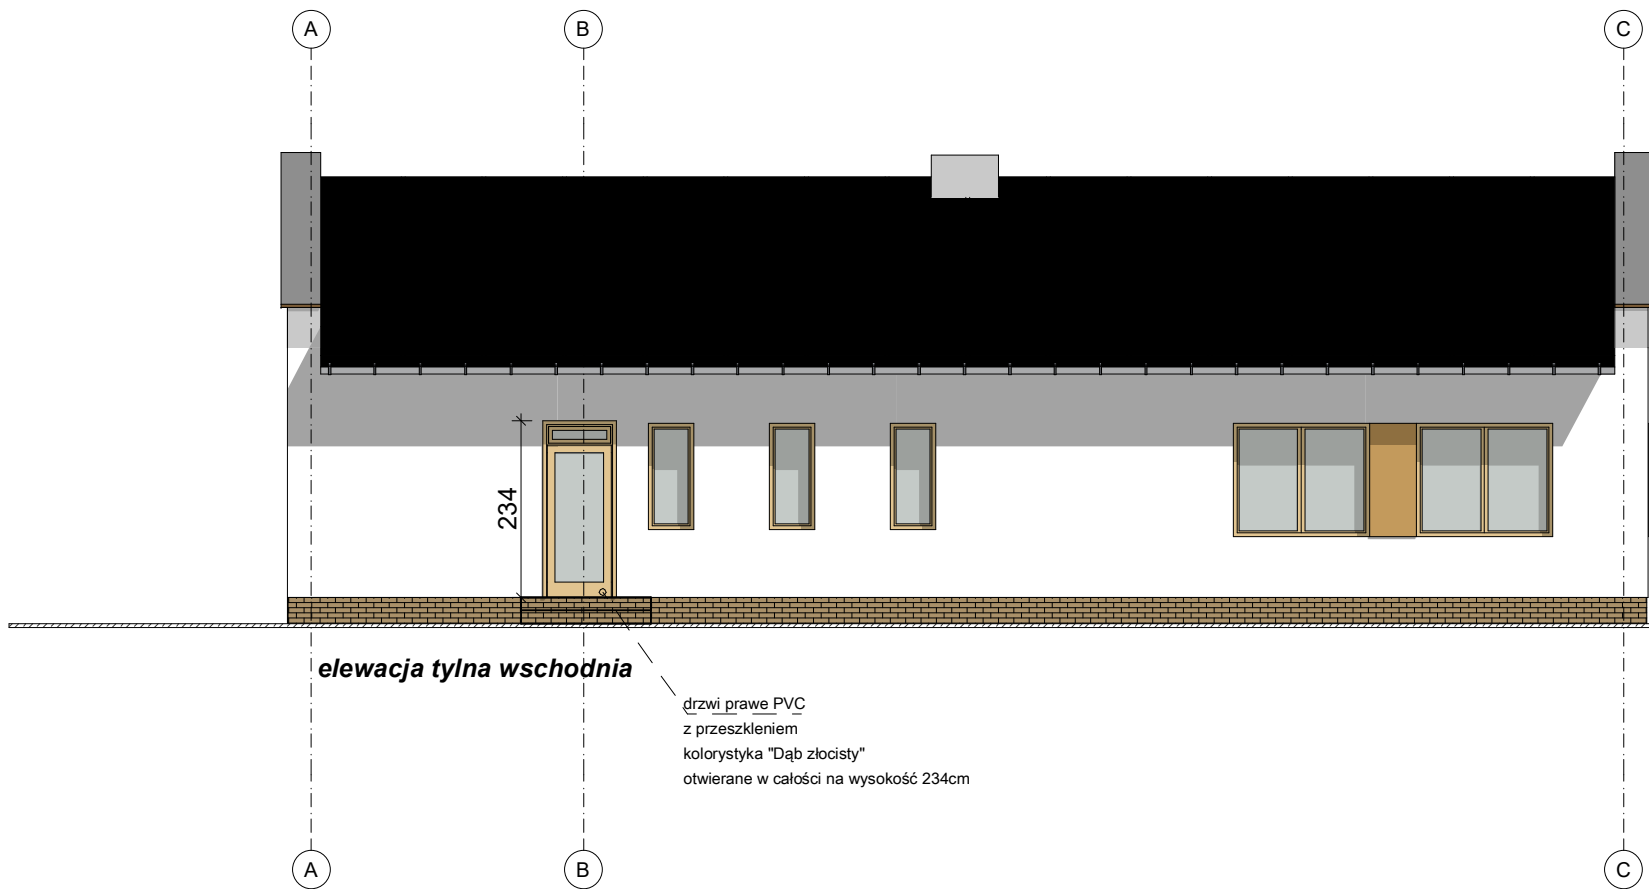 A
B
C
234
elewacja tylna wschodnia
drzwi prawe PVC
z przeszkleniem
kolorystyka "Dąb złocisty"
otwierane w całości na wysokość 234cm
A
B
C